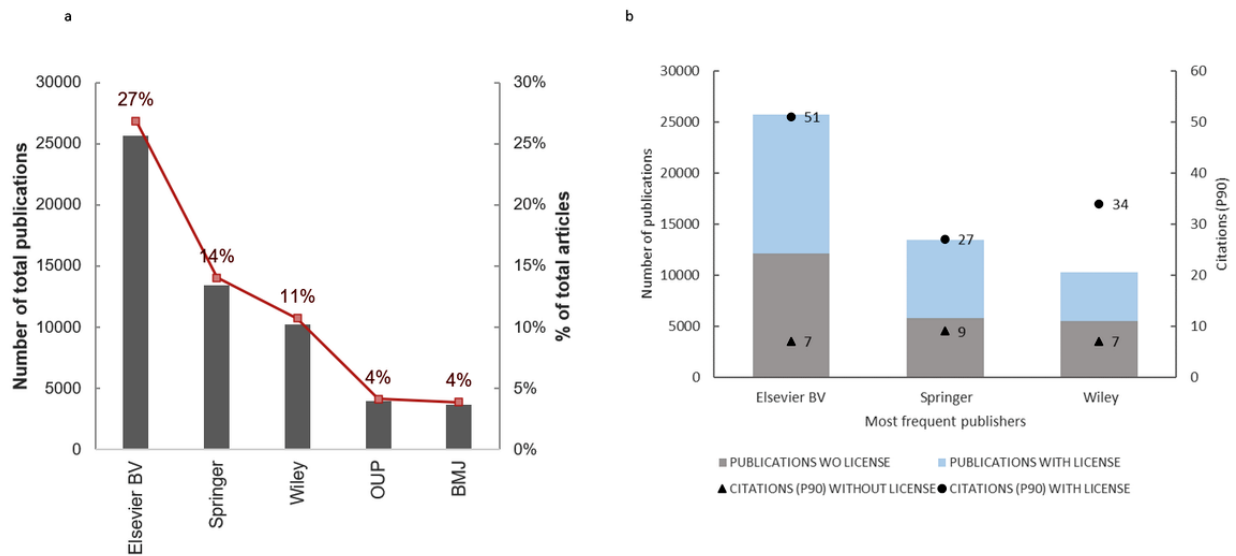 a
30000
25000
20000
15000
10000
5000
0
Number of total publications
27%
14%
11%
4%
4%
30%
25%
20%
15%
10%
5%
0%
% of total articles
Elsevier BV
Springer
Wiley
OUP
BMJ
b
30000
25000
20000
15000
10000
5000
0
Number of publications
51
27
34
7
9
7
60
50
40
30
20
10
0
Citations (P90)
Elsevier BV Springer Wiley
Most frequent publishers
PUBLICATIONS WO LICENSE PUBLICATIONS WITH LICENSE
CITATIONS (P90) WITHOUT LICENSE CITATIONS (P90) WITH LICENSE